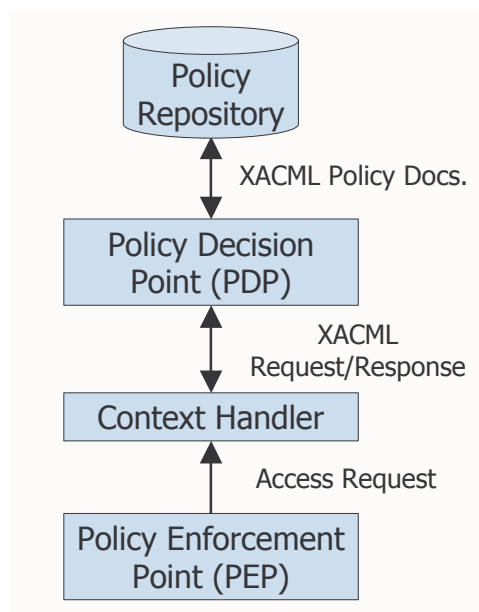 Policy
Repository
XACML Policy Docs.
Policy Decision
Point (PDP)
XACML
Request/Response
Context Handler
Access Request
Policy Enforcement
Point (PEP)